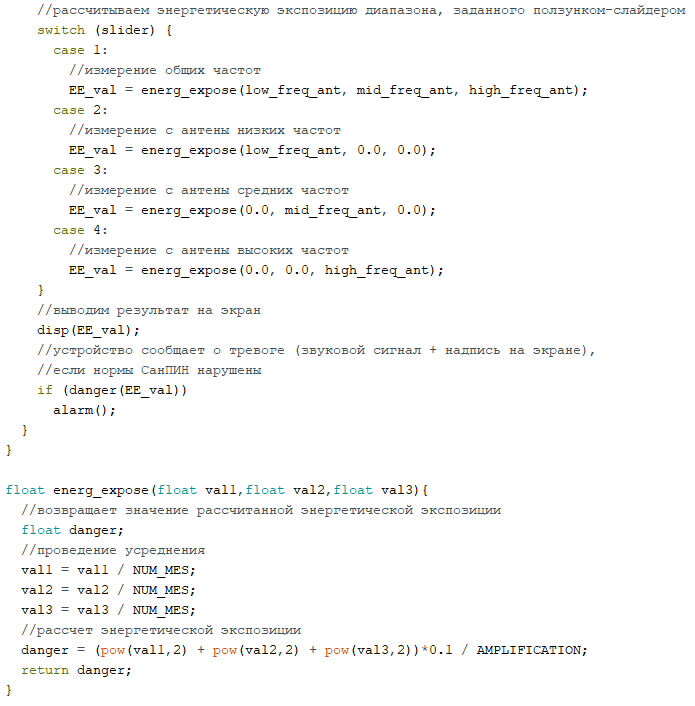 //рассчитываем энергетическую экспозицию диапазона, заданного ползунком-слайдером
switch (slider) {
case 1:
//измерение общих частот
EE_val = energ_expose(low_freq_ant, mid_freq_ant, high_freq_ant);
case 2:
//измерение с антены низких частот
EE_val = energ_expose(low_freq_ant, 0.0, 0.0);
case 3:
//измерение с антены средних частот
EE_val = energ_expose(0.0, mid_freq_ant, 0.0);
case 4:
//измерение с антены высоких частот
EE_val = energ_expose(0.0, 0.0, high_freq_ant);
}
//выводим результат на экран
disp(EE_val);
//устройство сообщает о тревоге (звуковой сигнал + надпись на экране),
//если нормы СанПИН нарушены
if (danger(EE_val))
alarm();
}
}
float energ_expose(float val1,float val2,float val3){
//возвращает значение рассчитанной энергетической экспозиции
float danger;
//проведение усреднения
val1 = val1 / NUM_MES;
val2 = val2 / NUM_MES;
val3 = val3 / NUM_MES;
//рассчет энергетической экспозиции
danger = (pow(val1,2) + pow(val2,2) + pow(val3,2))*0.1 / AMPLIFICATION;
return danger;
}